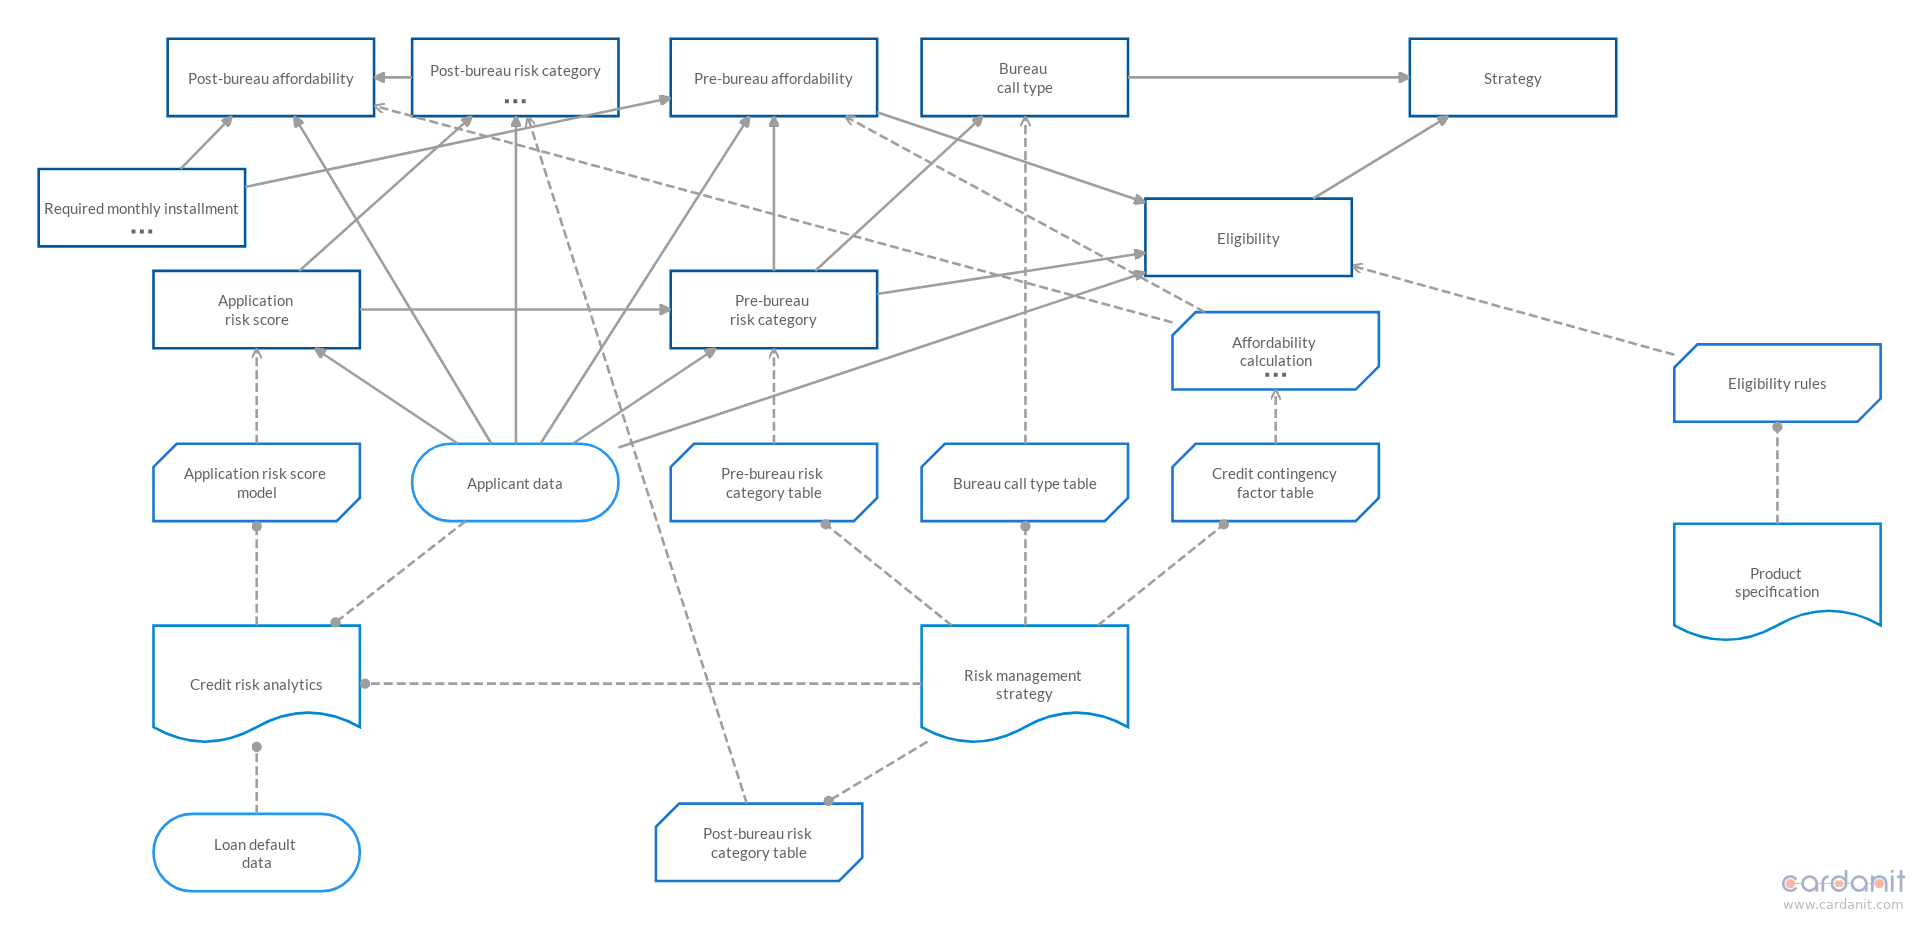 Post-bureau affordability
Post-bureau risk category
...
Pre-bureau affordability
Bureau
call type
Strategy
Required monthly installment
...
Eligibility
Application
risk score
Pre-bureau
risk category
Affordability
calculation
...
Eligibility rules
Application risk score
model
Applicant data
Pre-bureau risk
category table
Bureau call type table
Credit contingency
factor table
Product
specification
Credit risk analytics
Risk management
strategy
Loan default
data
Post-bureau risk
category table
cardanit
www.cardanit.com